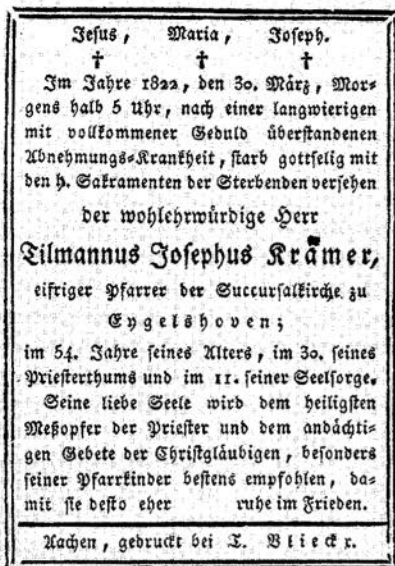 Jesus, Maria, Joseph.
† † †
Im Jahre 1822, den 30. März, Mor⸗
gens halb 5 Uhr, nach einer langwierigen
mit vollkommener Geduld überstandenen
Abnehmungs⸗Krankheit, starb gottselig mit
den h. Sakramenten der Sterbenden versehen
der wohlehrwürdige Herr
Tilmannus Josephus Krämer,
eifriger Pfarrer der Succursalkirche zu
Eygelshoven;
im 54. Jahre seines Alters, im 30. seines
Priesterthums und im 11. seiner Seelsorge.
Seine liebe Seele wird dem heiligsten
Meßopfer der Priester und dem andächti⸗
gen Gebete der Christgläubigen, besonders
seiner Pfarrkinder bestens empfohlen, da⸗
mit sie desto eher ruhe im Frieden.
Aachen, gedruckt bei T. Vlieckx.